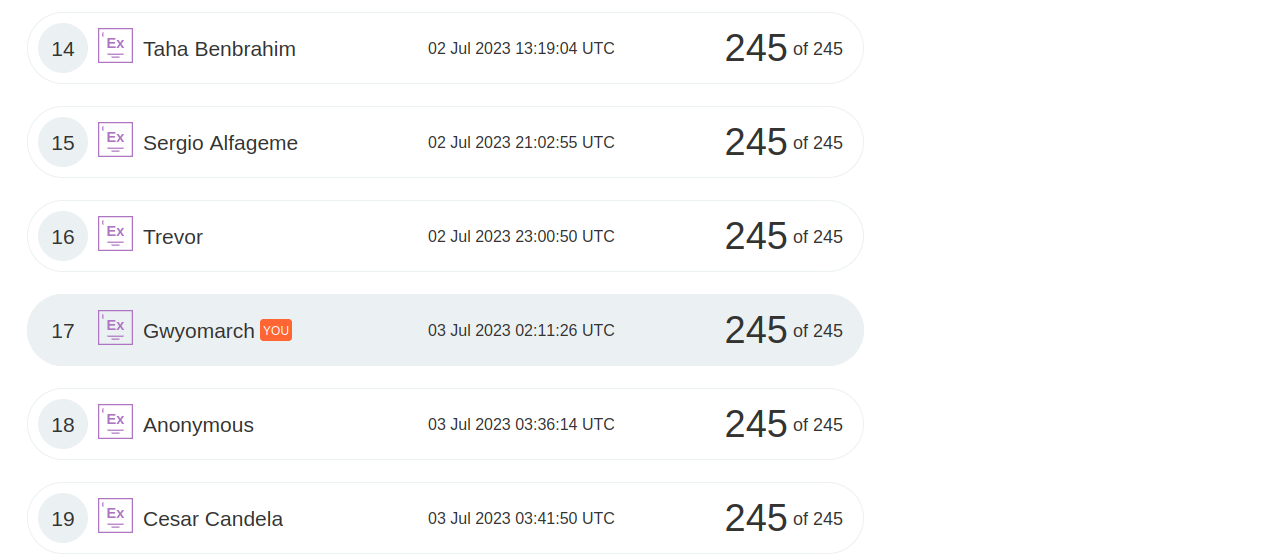 14 Ex Taha Benbrahim 02 Jul 2023 13:19:04 UTC 245 of 245
15 Ex Sergio Alfageme 02 Jul 2023 21:02:55 UTC 245 of 245
16 Ex Trevor 02 Jul 2023 23:00:50 UTC 245 of 245
17 Ex Gwyomarch YOU 03 Jul 2023 02:11:26 UTC 245 of 245
18 Ex Anonymous 03 Jul 2023 03:36:14 UTC 245 of 245
19 Ex Cesar Candela 03 Jul 2023 03:41:50 UTC 245 of 245